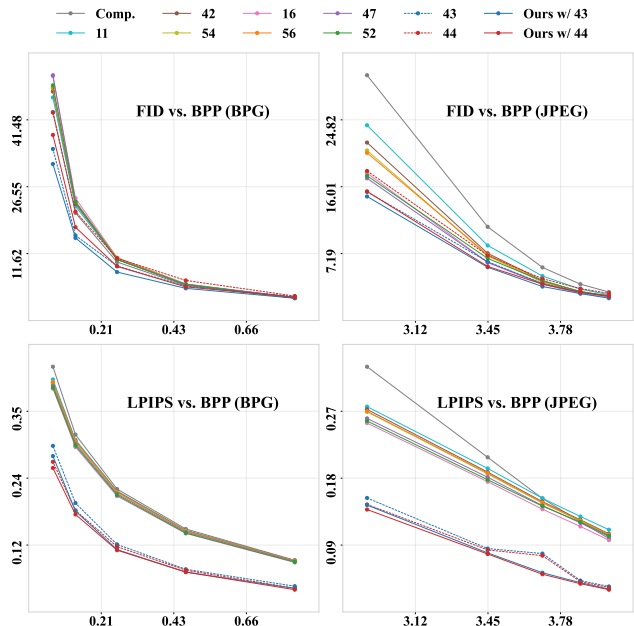 Comp. 42 16 47 43 Ours w/ 43
11 54 56 52 44 Ours w/ 44
FID vs. BPP (BPG)
41.48
26.55
11.62
0.21 0.43 0.66
FID vs. BPP (JPEG)
24.82
16.01
7.19
3.12 3.45 3.78
LPIPS vs. BPP (BPG)
0.35
0.24
0.12
0.21 0.43 0.66
LPIPS vs. BPP (JPEG)
0.27
0.18
0.09
3.12 3.45 3.78